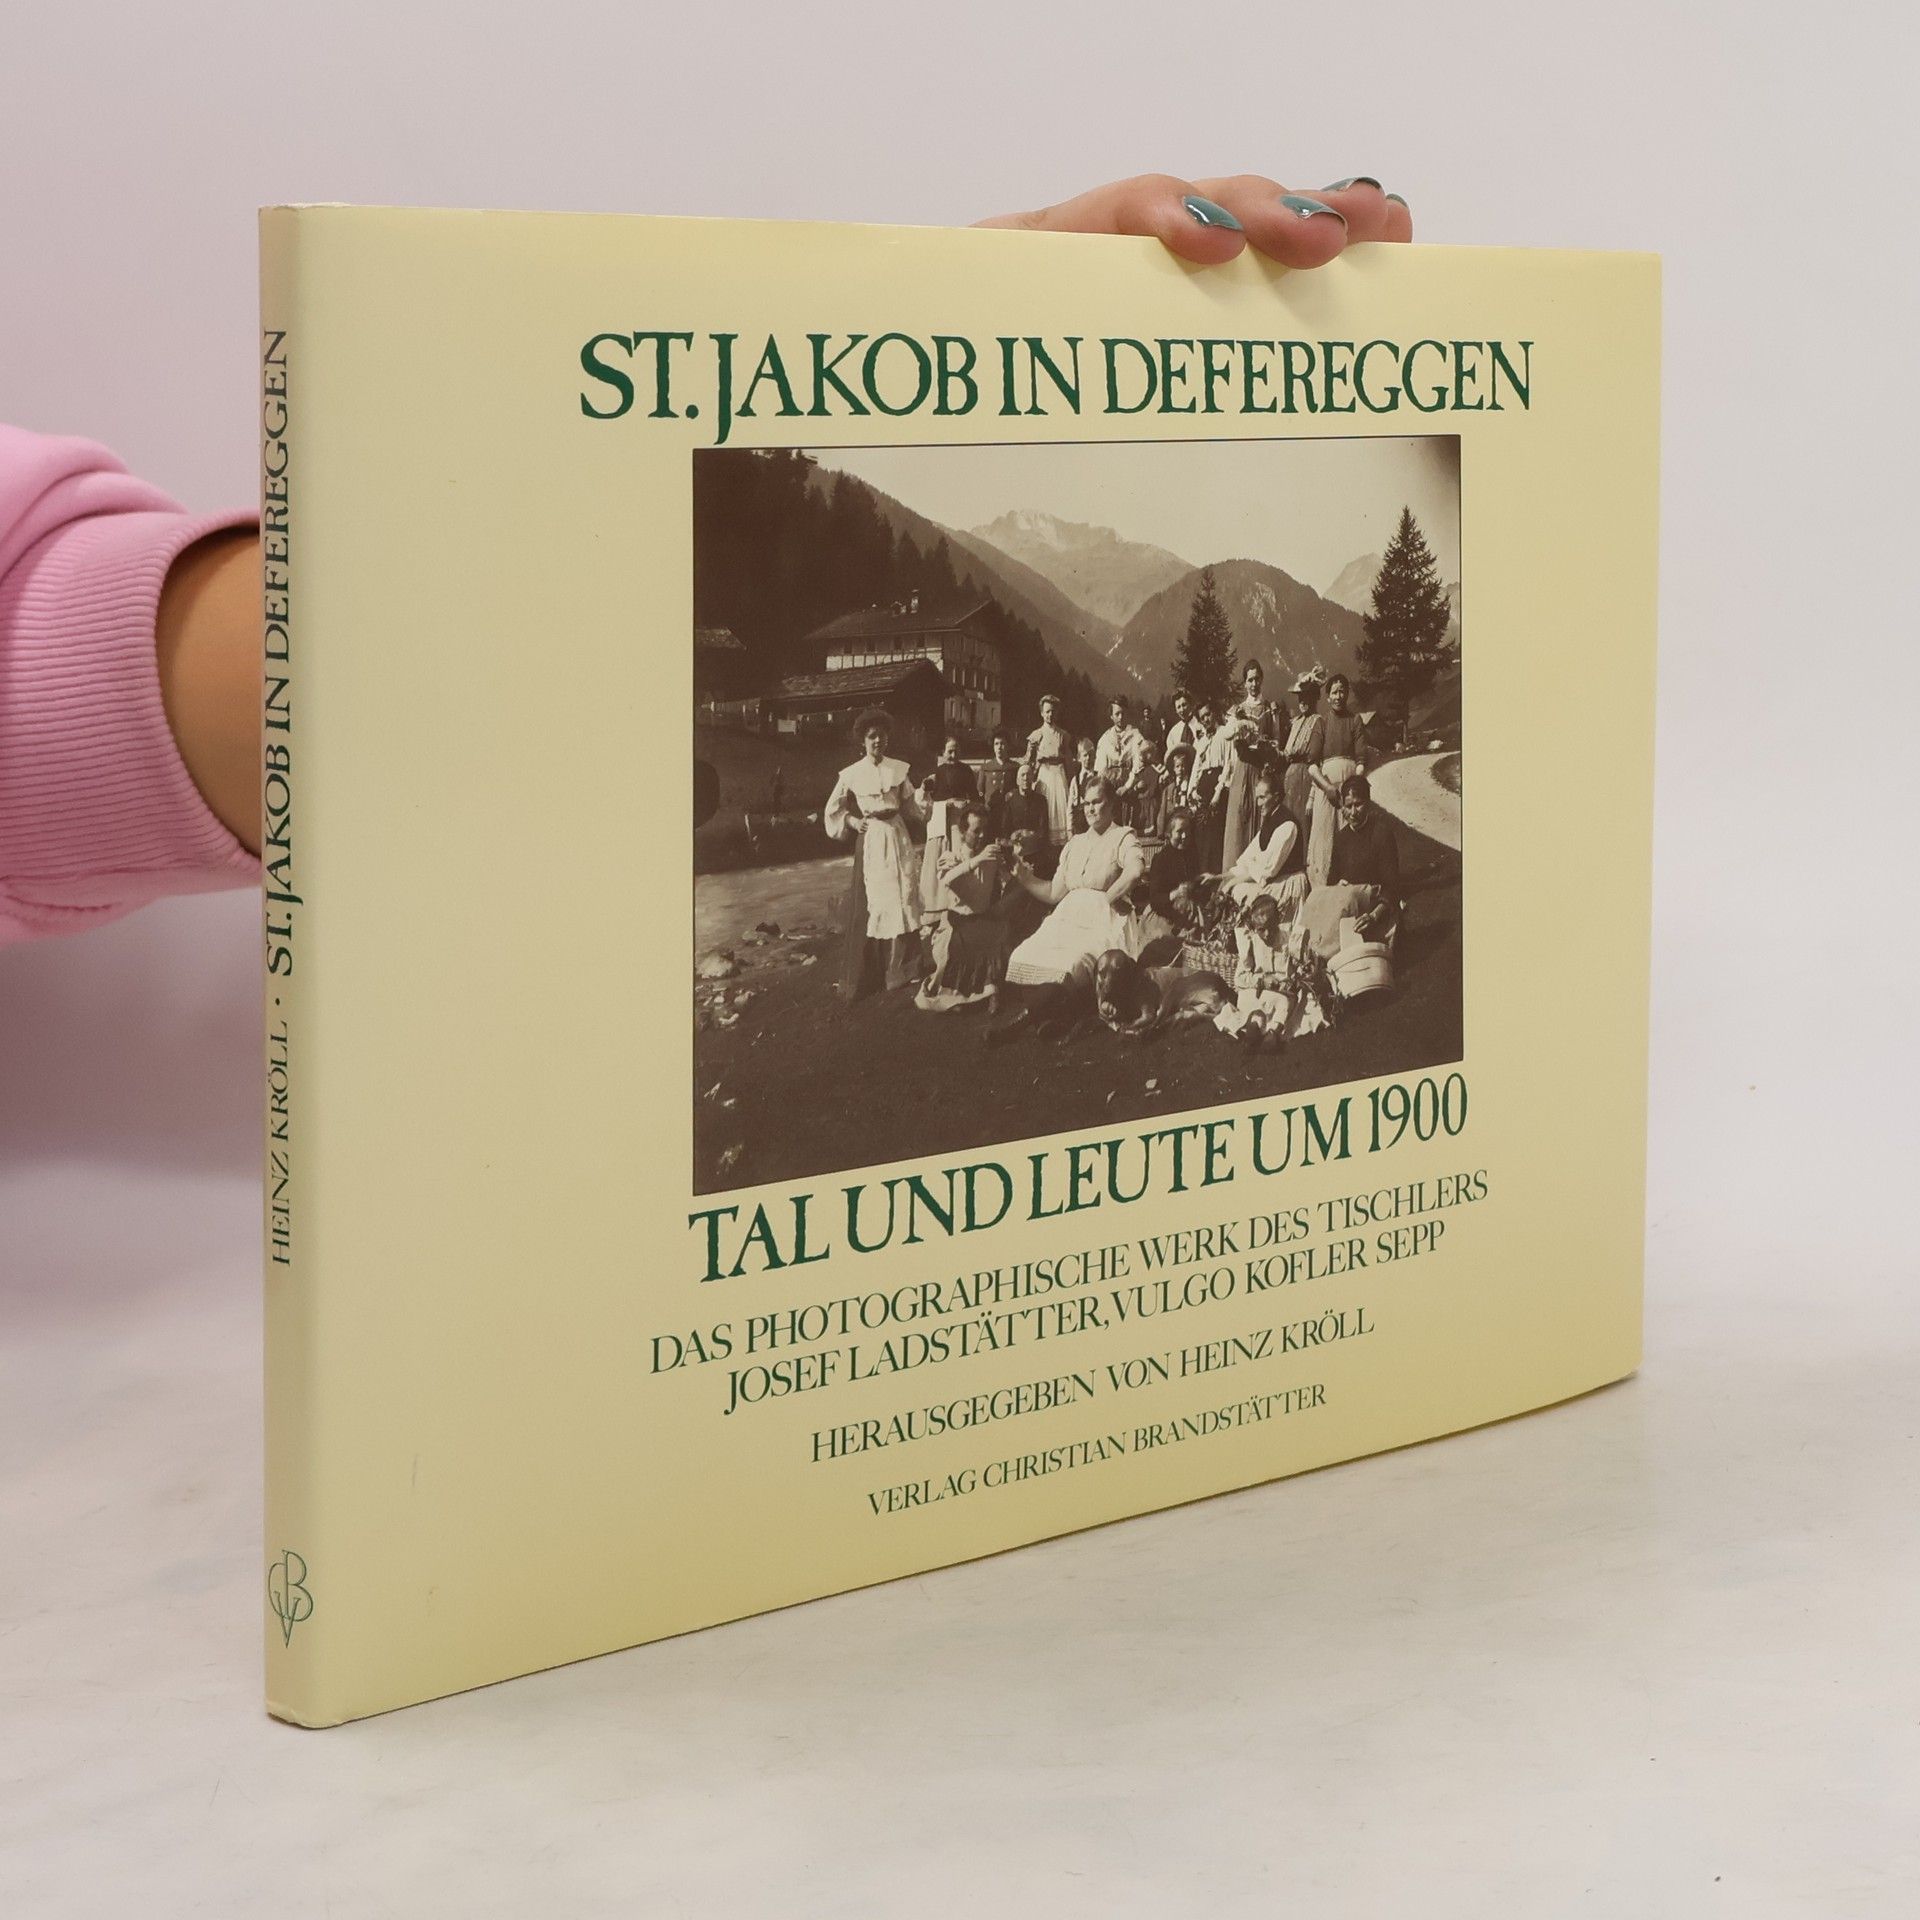 HEINZ KRÖLL · ST. JAKOB IN DEFEREGGEN
ST. JAKOB IN DEFEREGGEN
TAL UND LEUTE UM 1900
DAS PHOTOGRAPHISCHE WERK DES TISCHLERS
JOSEF LADSTÄTTER, VULGO KOFLER SEPP
HERAUSGEGEBEN VON HEINZ KRÖLL
VERLAG CHRISTIAN BRANDSTÄTTER